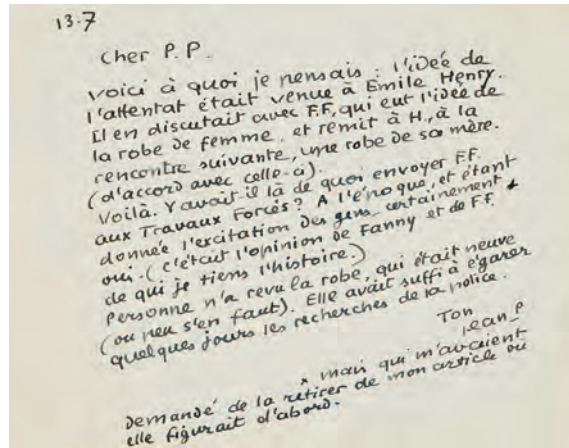 13.7
Cher P.P.
voici à quoi je pensais : l'idée de
l'attentat était venue à Emile Henry.
Il en discutait avec F.F, qui eut l'idée de
la robe de femme, et remit à H., à la
rencontre suivante, une robe de sa mère.
(d'accord avec celle-ci).
Voilà. Y avait-il là de quoi envoyer F.F.
aux Travaux Forcés ? A l'époque, et étant
donnée l'excitation des gens, certainement
oui. (c'était l'opinion de Fanny et de F.F. x
de qui je tiens l'histoire.)
Personne n'a revu la robe, qui était neuve
(ou peu s'en faut). Elle avait suffi à égarer
quelques jours les recherches de la police.
Ton
Jean P
x mais qui m'avaient
demandé de la retirer de mon article où
elle figurait d'abord.